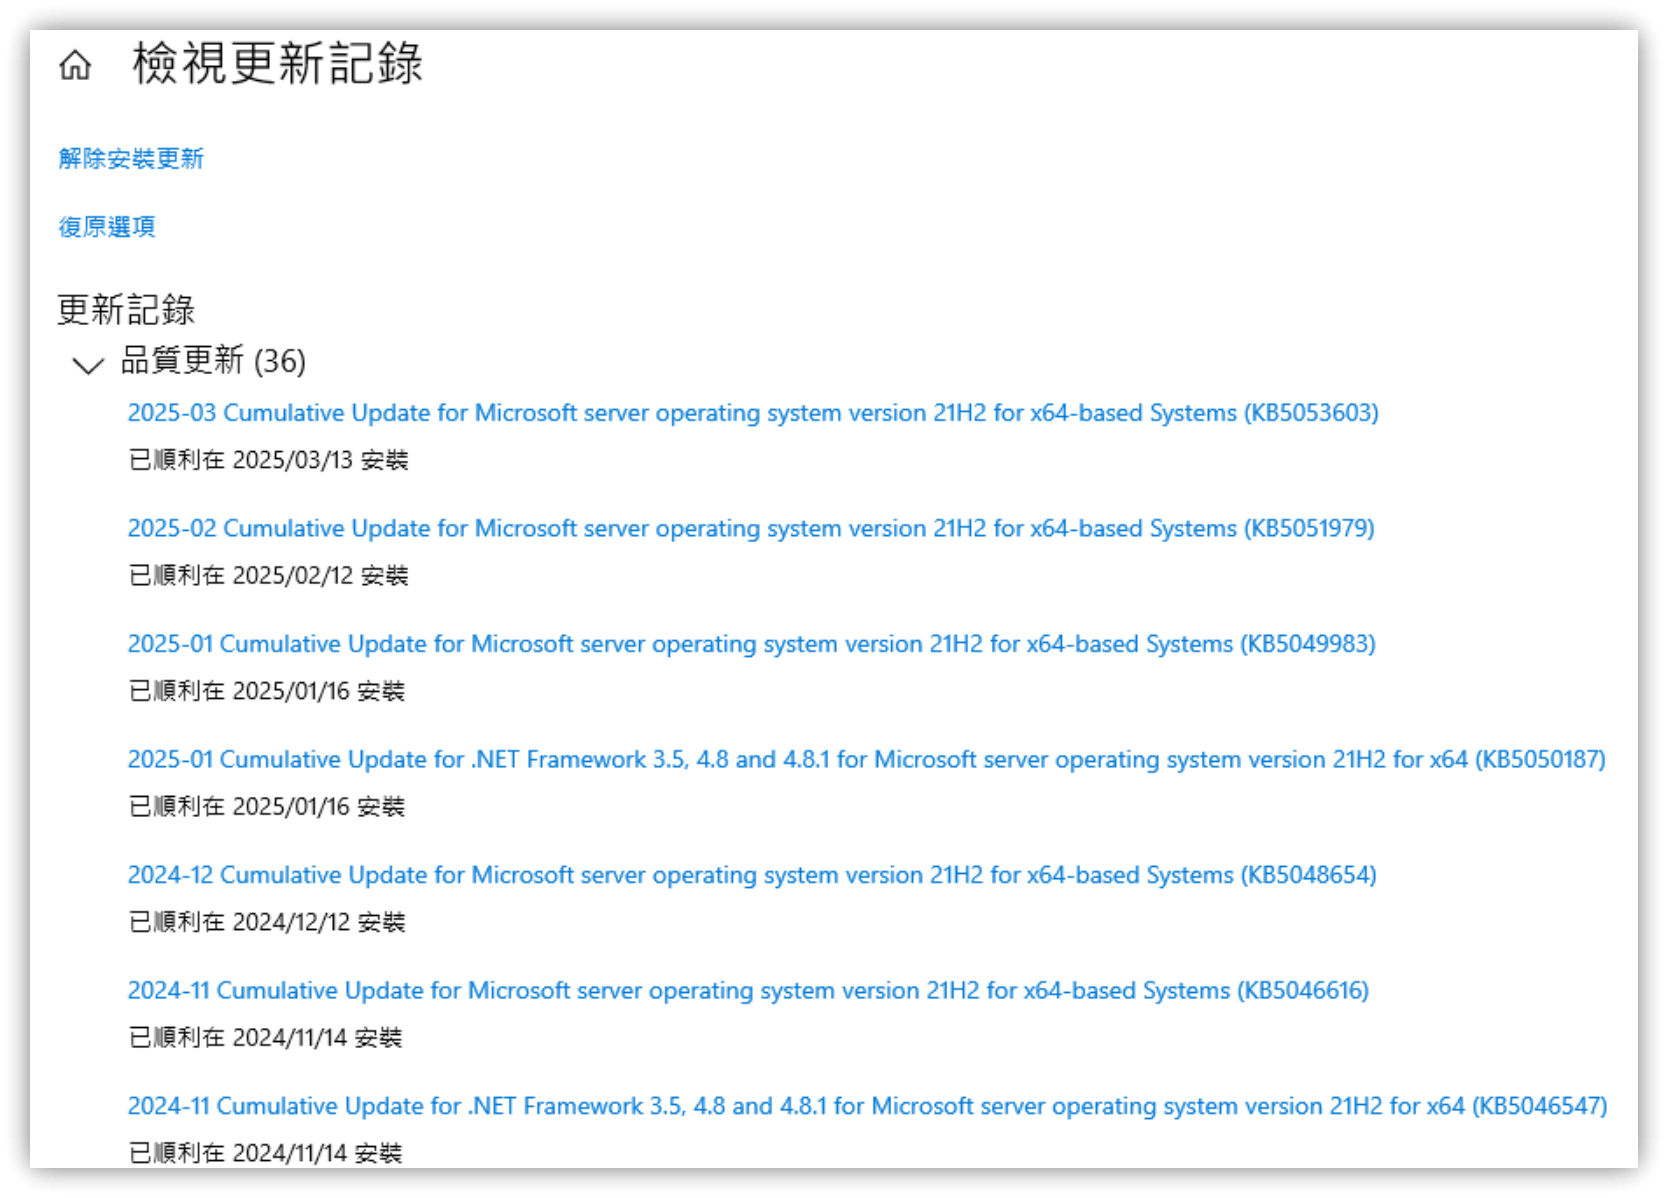 檢視更新記錄
解除安裝更新
復原選項
更新記錄
品質更新 (36)
2025-03 Cumulative Update for Microsoft server operating system version 21H2 for x64-based Systems (KB5053603)
已順利在 2025/03/13 安裝
2025-02 Cumulative Update for Microsoft server operating system version 21H2 for x64-based Systems (KB5051979)
已順利在 2025/02/12 安裝
2025-01 Cumulative Update for Microsoft server operating system version 21H2 for x64-based Systems (KB5049983)
已順利在 2025/01/16 安裝
2025-01 Cumulative Update for .NET Framework 3.5, 4.8 and 4.8.1 for Microsoft server operating system version 21H2 for x64 (KB5050187)
已順利在 2025/01/16 安裝
2024-12 Cumulative Update for Microsoft server operating system version 21H2 for x64-based Systems (KB5048654)
已順利在 2024/12/12 安裝
2024-11 Cumulative Update for Microsoft server operating system version 21H2 for x64-based Systems (KB5046616)
已順利在 2024/11/14 安裝
2024-11 Cumulative Update for .NET Framework 3.5, 4.8 and 4.8.1 for Microsoft server operating system version 21H2 for x64 (KB5046547)
已順利在 2024/11/14 安裝